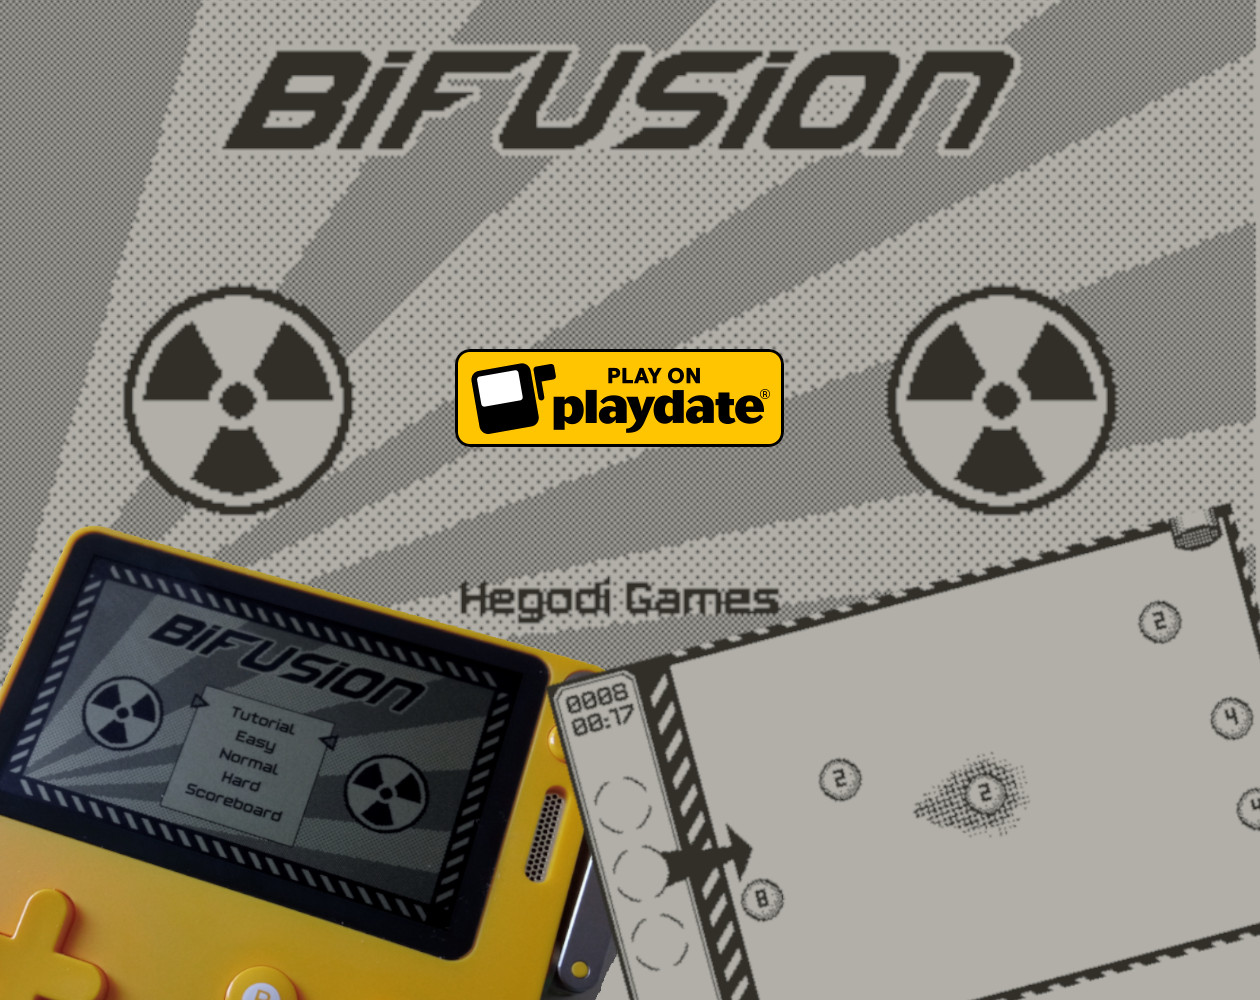 BiFUSiOn
PLAY ON
playdate®
Hegodi Games
BiFUSiOn
Tutorial
Easy
Normal
Hard
Scoreboard
B
0008
00:17
2
4
2
2
8